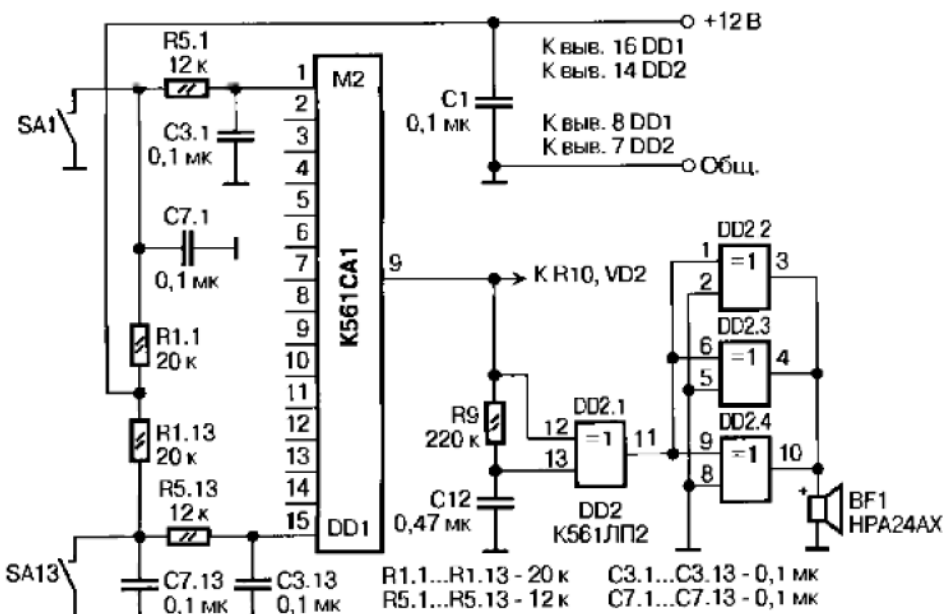 R5.1
12 к
SA1
C3.1
0,1 мк
C7.1
0,1 мк
R1.1
20 к
R1.13
20 к
R5.13
12 к
SA13
C7.13
0,1 мк
C3.13
0,1 мк
1
2
3
4
5
6
7
8
9
10
11
12
13
14
15
M2
К561СА1
DD1
9
+12 В
К выв. 16 DD1
К выв. 14 DD2
C1
0,1 мк
К выв. 8 DD1
К выв. 7 DD2
Общ.
К R10, VD2
R9
220 к
C12
0,47 мк
DD2.1
12
=1
11
13
DD2
К561ЛП2
DD2 2
1
=1
3
2
DD2.3
6
=1
4
5
DD2.4
9
=1
10
8
+
BF1
HPA24AX
R1.1...R1.13 - 20 к
C3.1...C3.13 - 0,1 мк
R5.1...R5.13 - 12 к
C7.1...C7.13 - 0,1 мк